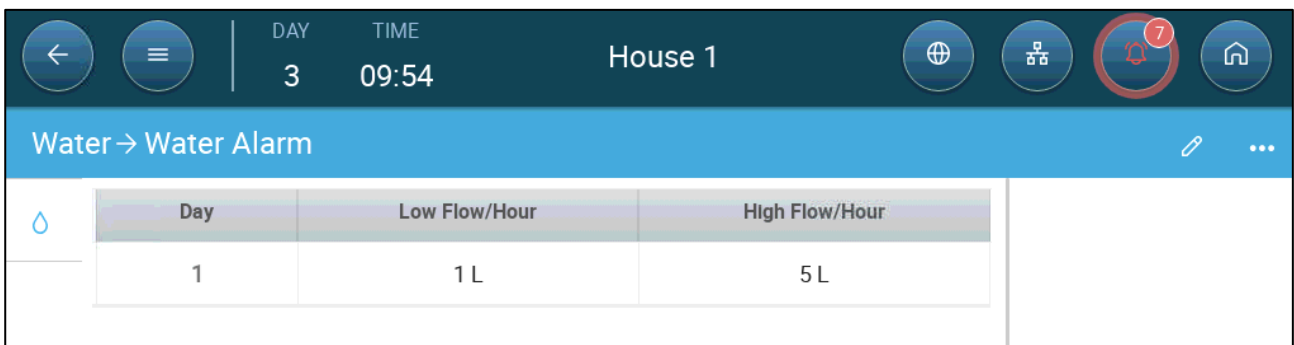 DAY TIME
3 09:54
House 1
7
Water → Water Alarm
Day Low Flow/Hour High Flow/Hour
1 1 L 5 L